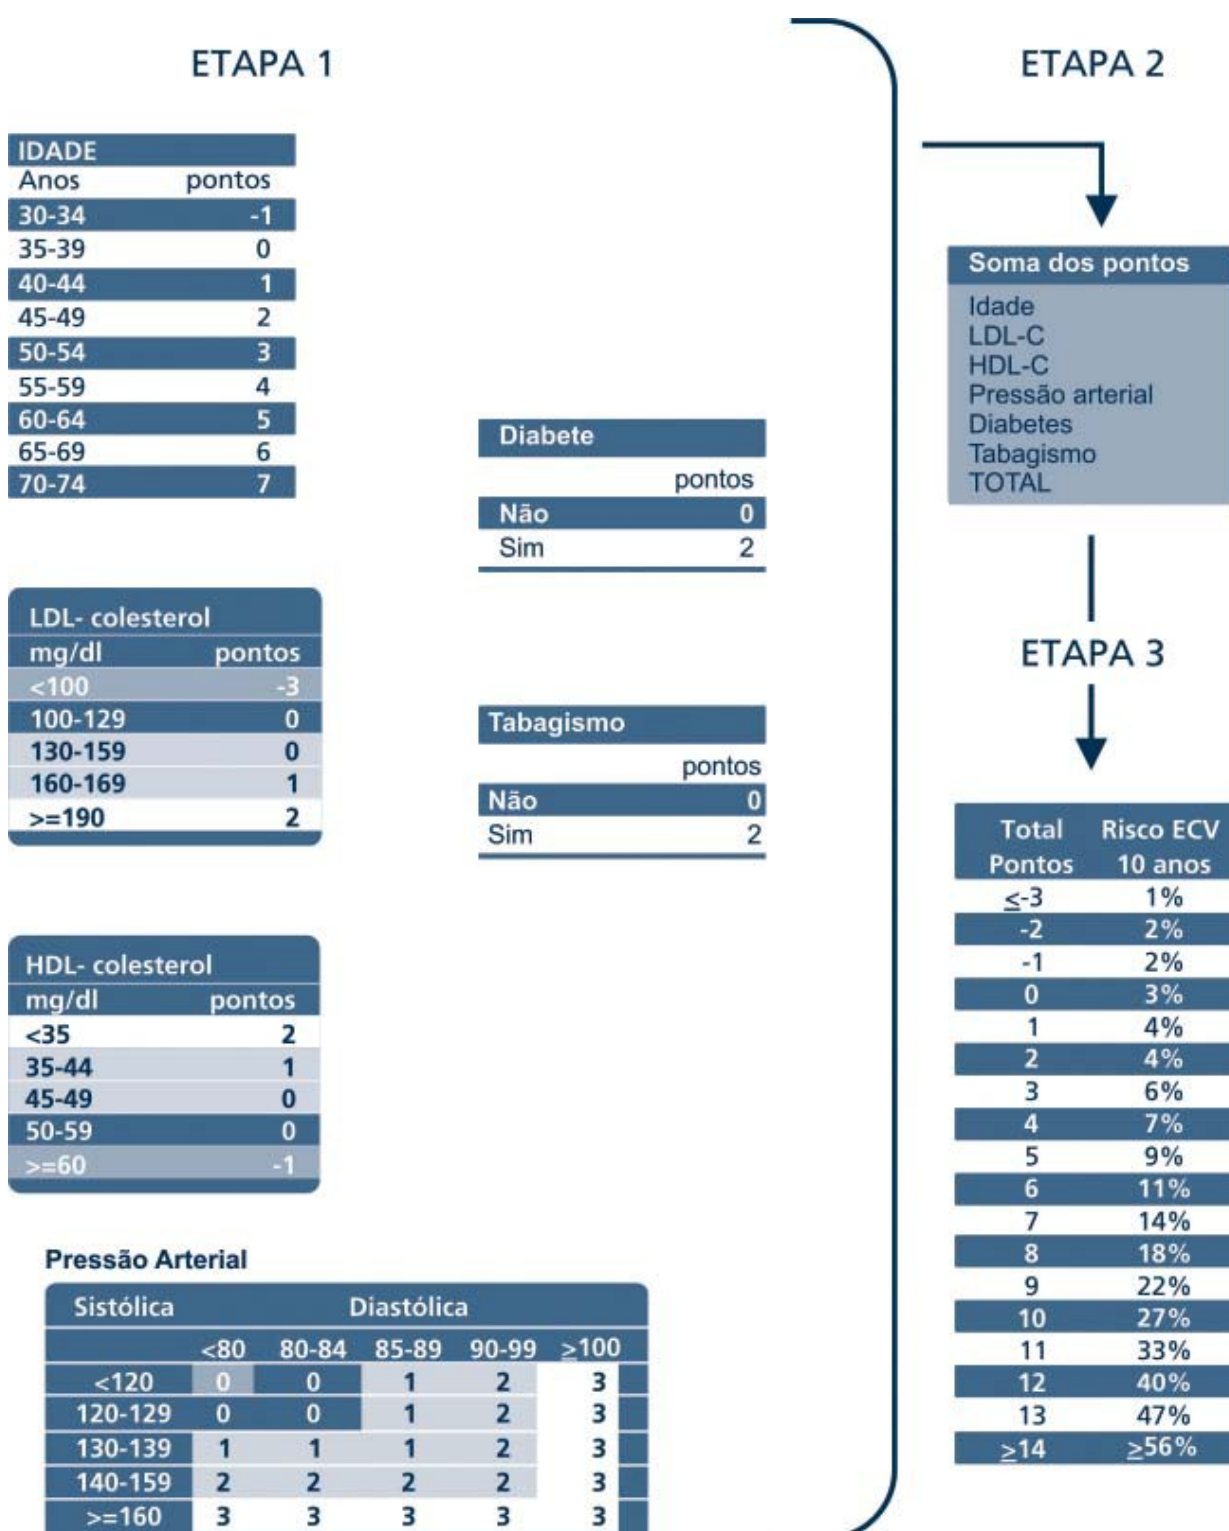 ETAPA 1
IDADE
Anos pontos
30-34 -1
35-39 0
40-44 1
45-49 2
50-54 3
55-59 4
60-64 5
65-69 6
70-74 7
LDL- colesterol
mg/dl pontos
<100 -3
100-129 0
130-159 0
160-169 1
>=190 2
HDL- colesterol
mg/dl pontos
<35 2
35-44 1
45-49 0
50-59 0
>=60 -1
Pressão Arterial
Sistólica Diastólica
<80 80-84 85-89 90-99 ≥100
<120 0 0 1 2 3
120-129 0 0 1 2 3
130-139 1 1 1 2 3
140-159 2 2 2 2 3
>=160 3 3 3 3 3
Diabete
pontos
Não 0
Sim 2
Tabagismo
pontos
Não 0
Sim 2
ETAPA 2
Soma dos pontos
Idade
LDL-C
HDL-C
Pressão arterial
Diabetes
Tabagismo
TOTAL
ETAPA 3
Total Risco ECV
Pontos 10 anos
≤-3 1%
-2 2%
-1 2%
0 3%
1 4%
2 4%
3 6%
4 7%
5 9%
6 11%
7 14%
8 18%
9 22%
10 27%
11 33%
12 40%
13 47%
≥14 ≥56%